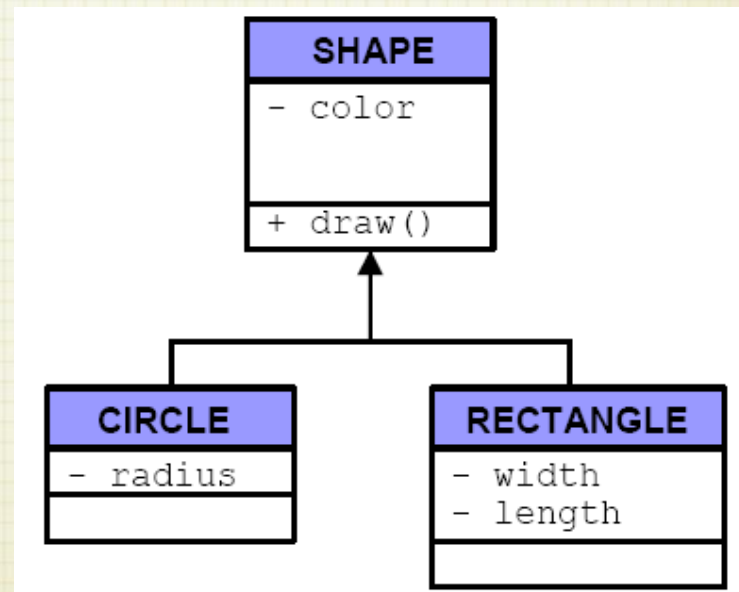 SHAPE
- color
+ draw()
CIRCLE
- radius
RECTANGLE
- width
- length